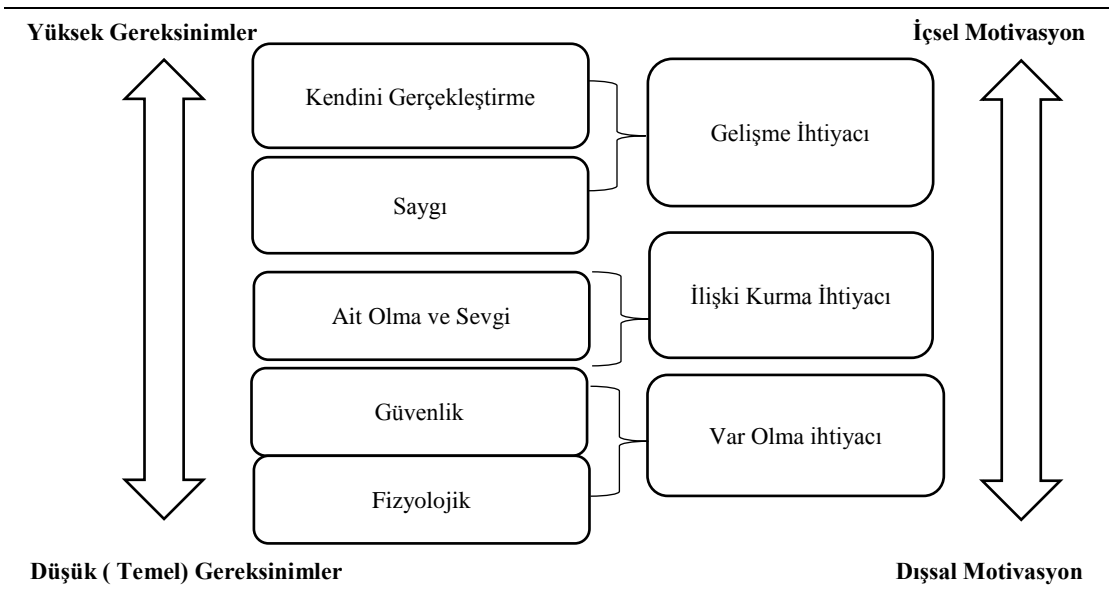 Yüksek Gereksinimler
İçsel Motivasyon
Kendini Gerçekleştirme
Gelişme İhtiyacı
Saygı
İlişki Kurma İhtiyacı
Ait Olma ve Sevgi
Güvenlik
Var Olma ihtiyacı
Fizyolojik
Düşük ( Temel) Gereksinimler
Dışsal Motivasyon